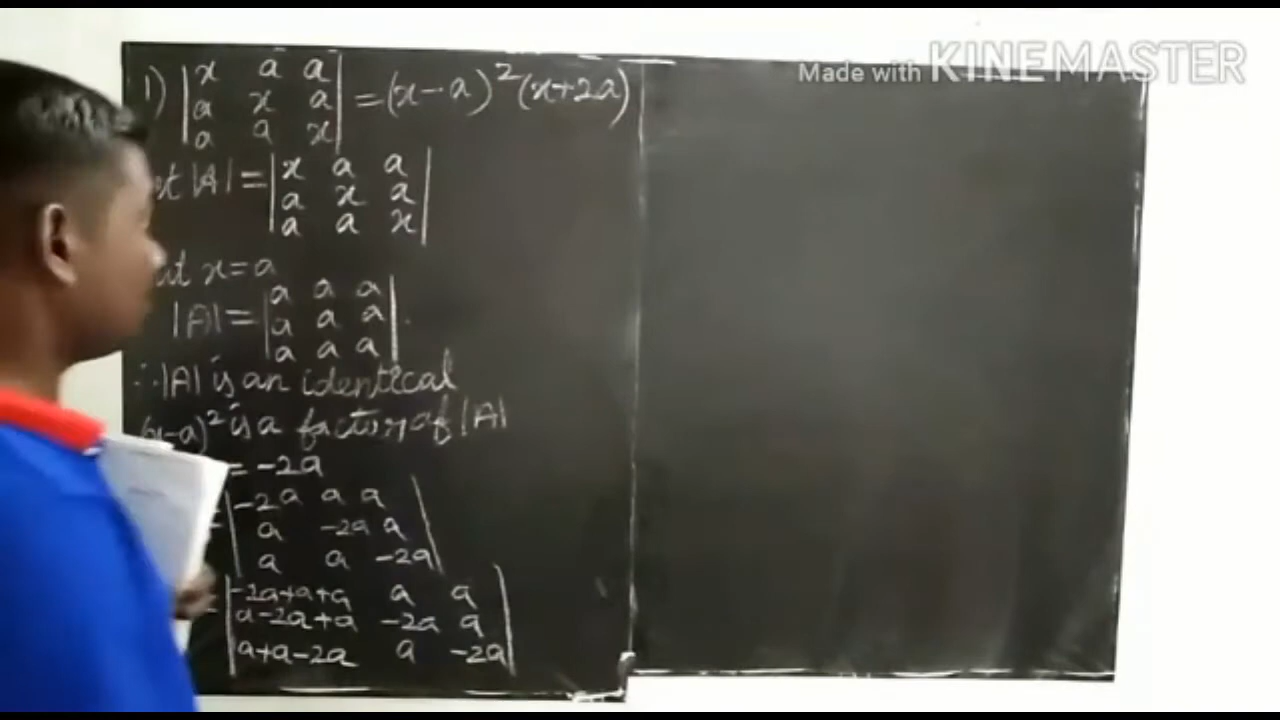 Made with KINEMASTER
1) | x a a | = (x-a)²(x+2a)
| a x a |
| a a x |
|A| = | x a a |
| a x a |
| a a x |
x=a
|A| = | a a a |
| a a a |
| a a a |
∴ |A| is an identical
-a)² is a factor of |A|
= -2a
| -2a a a |
| a -2a a |
| a a -2a |
| -2a+a+a a a |
| a-2a+a -2a a |
| a+a-2a a -2a |